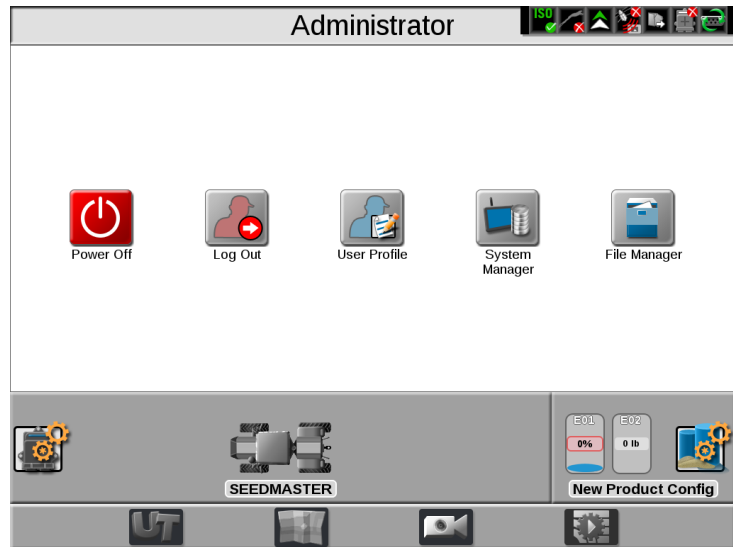 Administrator
ISO
Power Off
Log Out
User Profile
System
Manager
File Manager
E01
E02
0%
0 lb
SEEDMASTER
New Product Config
UT